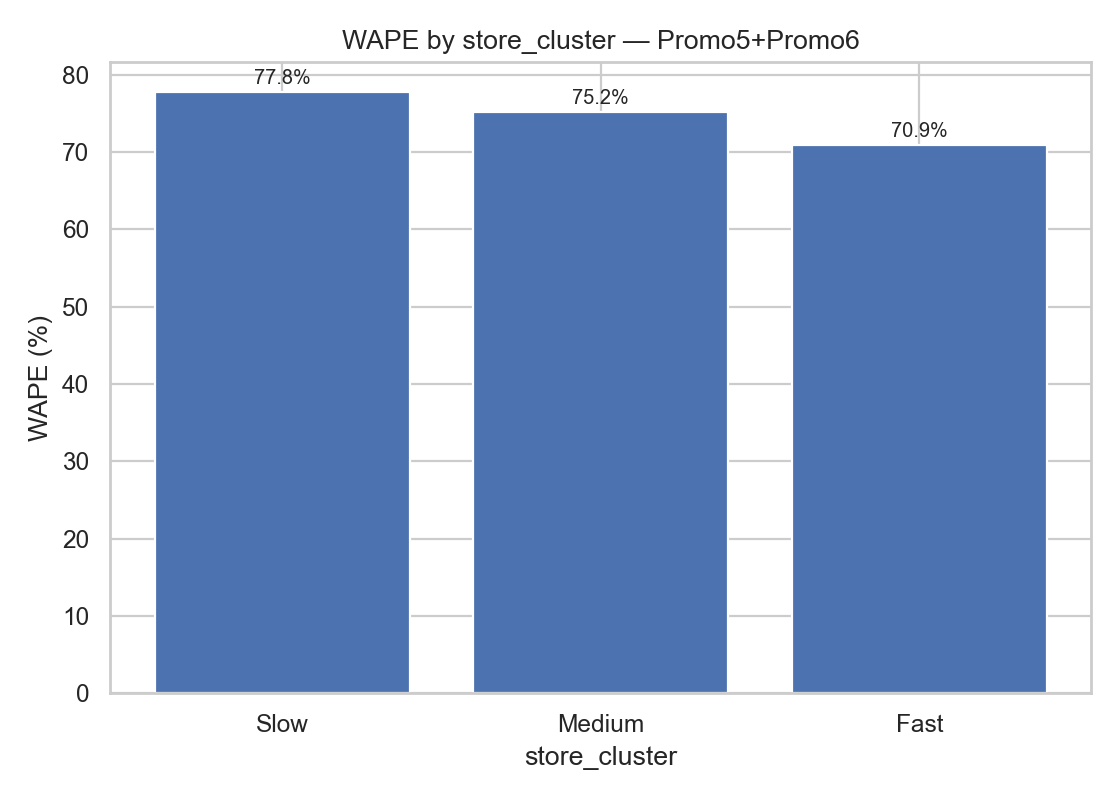 WAPE by store_cluster — Promo5+Promo6
WAPE (%)
80
70
60
50
40
30
20
10
0
77.8%
75.2%
70.9%
Slow
Medium
Fast
store_cluster